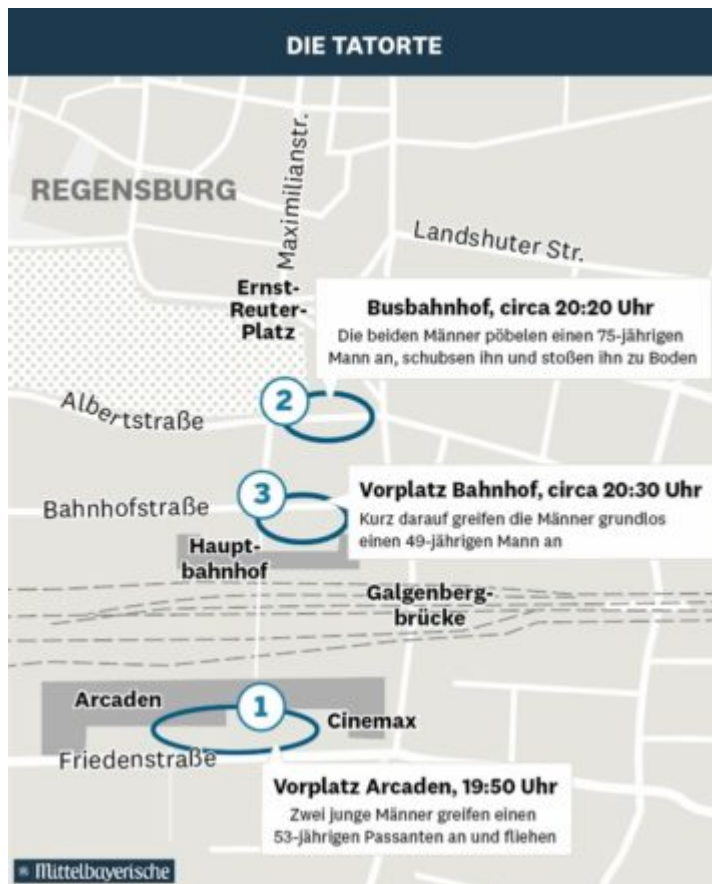 DIE TATORTE
REGENSBURG
Maximilianstr.
Landshuter Str.
Ernst-
Reuter-
Platz
Busbahnhof, circa 20:20 Uhr
Die beiden Männer pöbelen einen 75-jährigen
Mann an, schubsen ihn und stoßen ihn zu Boden
2
Albertstraße
3
Vorplatz Bahnhof, circa 20:30 Uhr
Kurz darauf greifen die Männer grundlos
einen 49-jährigen Mann an
Bahnhofstraße
Haupt-
bahnhof
Galgenberg-
brücke
Arcaden
1
Cinemax
Friedenstraße
Vorplatz Arcaden, 19:50 Uhr
Zwei junge Männer greifen einen
53-jährigen Passanten an und fliehen
Mittelbayerische